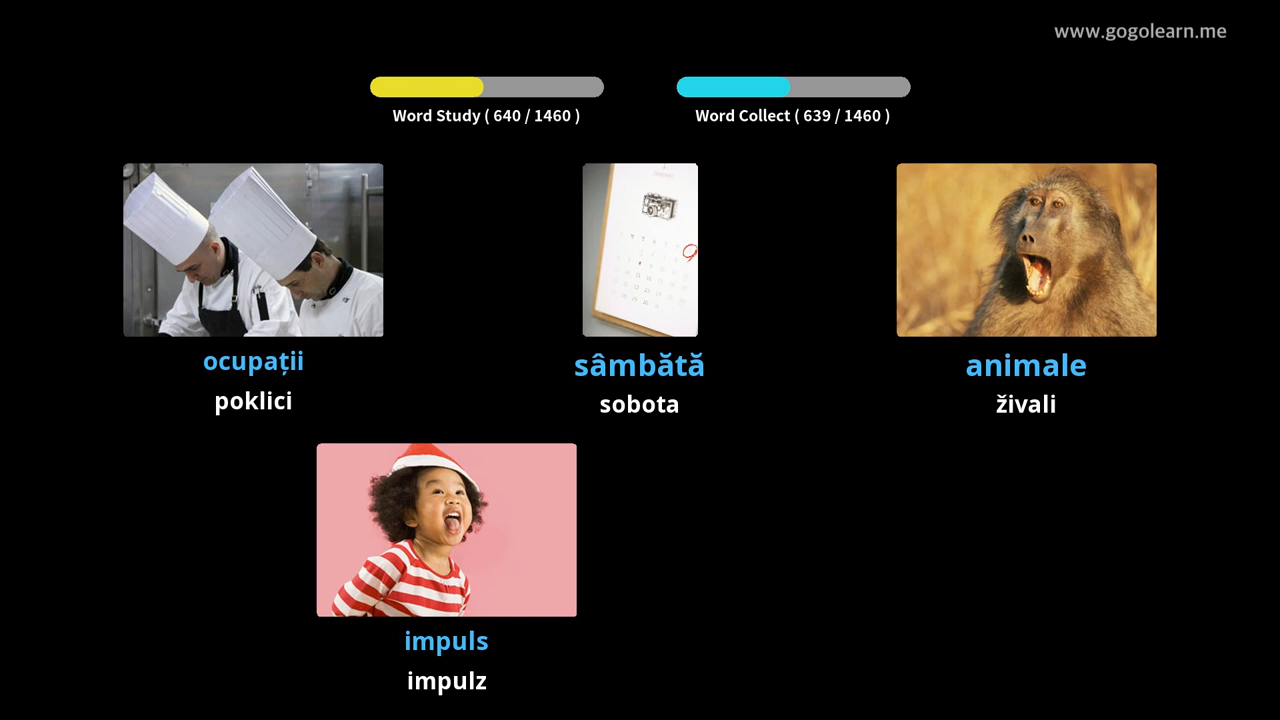 www.gogolearn.me
Word Study ( 640 / 1460 )
Word Collect ( 639 / 1460 )
ocupații
poklici
sâmbătă
sobota
animale
živali
impuls
impulz